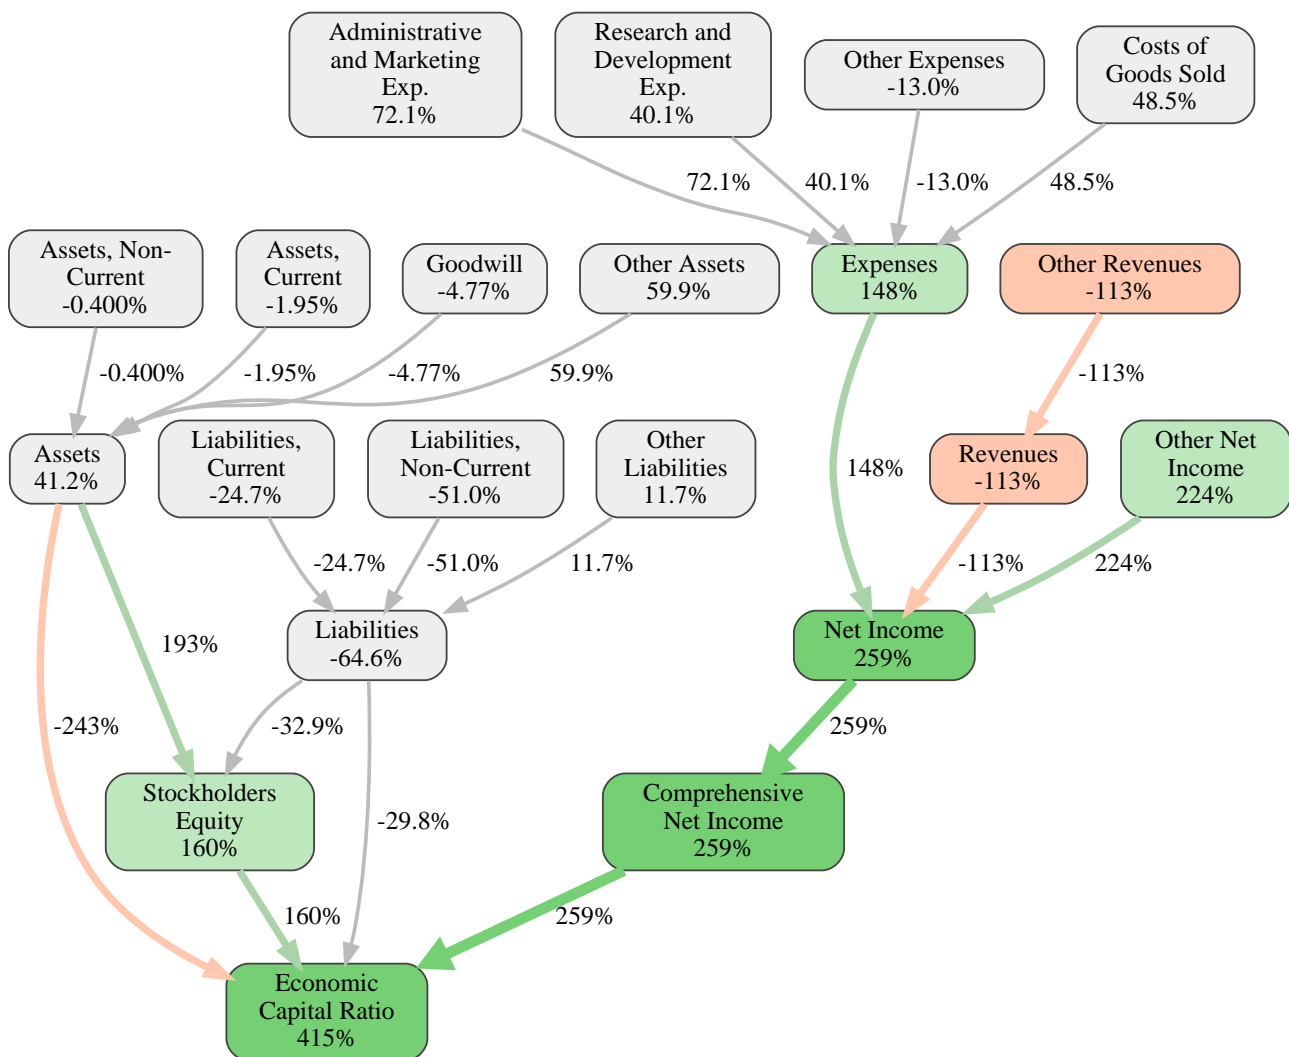 Administrative
and Marketing
Exp.
72.1%
Research and
Development
Exp.
40.1%
Other Expenses
-13.0%
Costs of
Goods Sold
48.5%
72.1%
40.1%
-13.0%
48.5%
Assets, Non-
Current
-0.400%
Assets,
Current
-1.95%
Goodwill
-4.77%
Other Assets
59.9%
Expenses
148%
Other Revenues
-113%
-0.400%
-1.95%
-4.77%
59.9%
-113%
Assets
41.2%
Liabilities,
Current
-24.7%
Liabilities,
Non-Current
-51.0%
Other
Liabilities
11.7%
148%
Revenues
-113%
Other Net
Income
224%
-24.7%
-51.0%
11.7%
-113%
224%
193%
Liabilities
-64.6%
Net Income
259%
-243%
-32.9%
259%
Stockholders
Equity
160%
-29.8%
Comprehensive
Net Income
259%
160%
259%
Economic
Capital Ratio
415%